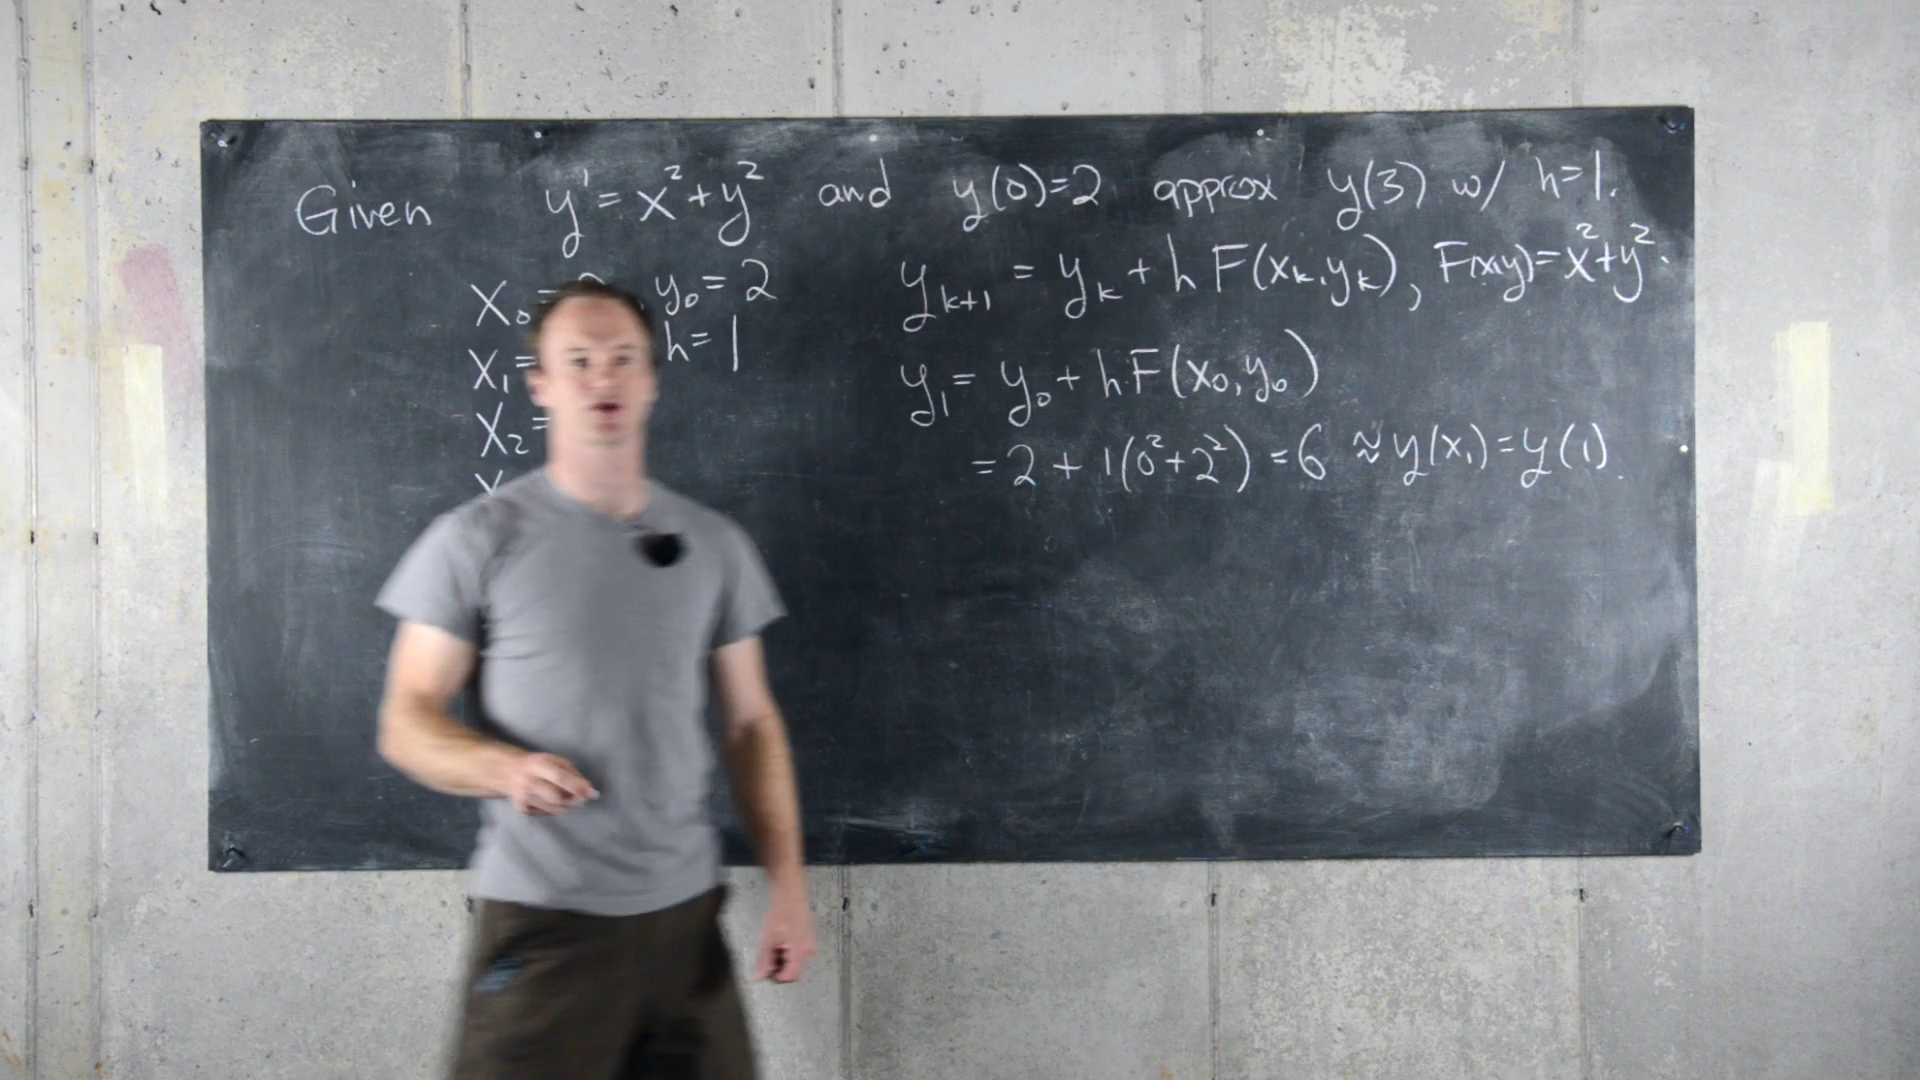 Given y' = x² + y² and y(0)=2 approx y(3) w/ h=1.
x₀ = y₀ = 2
x₁ = h = 1
x₂ =
y_{k+1} = y_k + h F(x_k, y_k), F(x,y) = x² + y².
y₁ = y₀ + h F(x₀, y₀)
= 2 + 1(0² + 2²) = 6 ≈ y(x₁) = y(1).